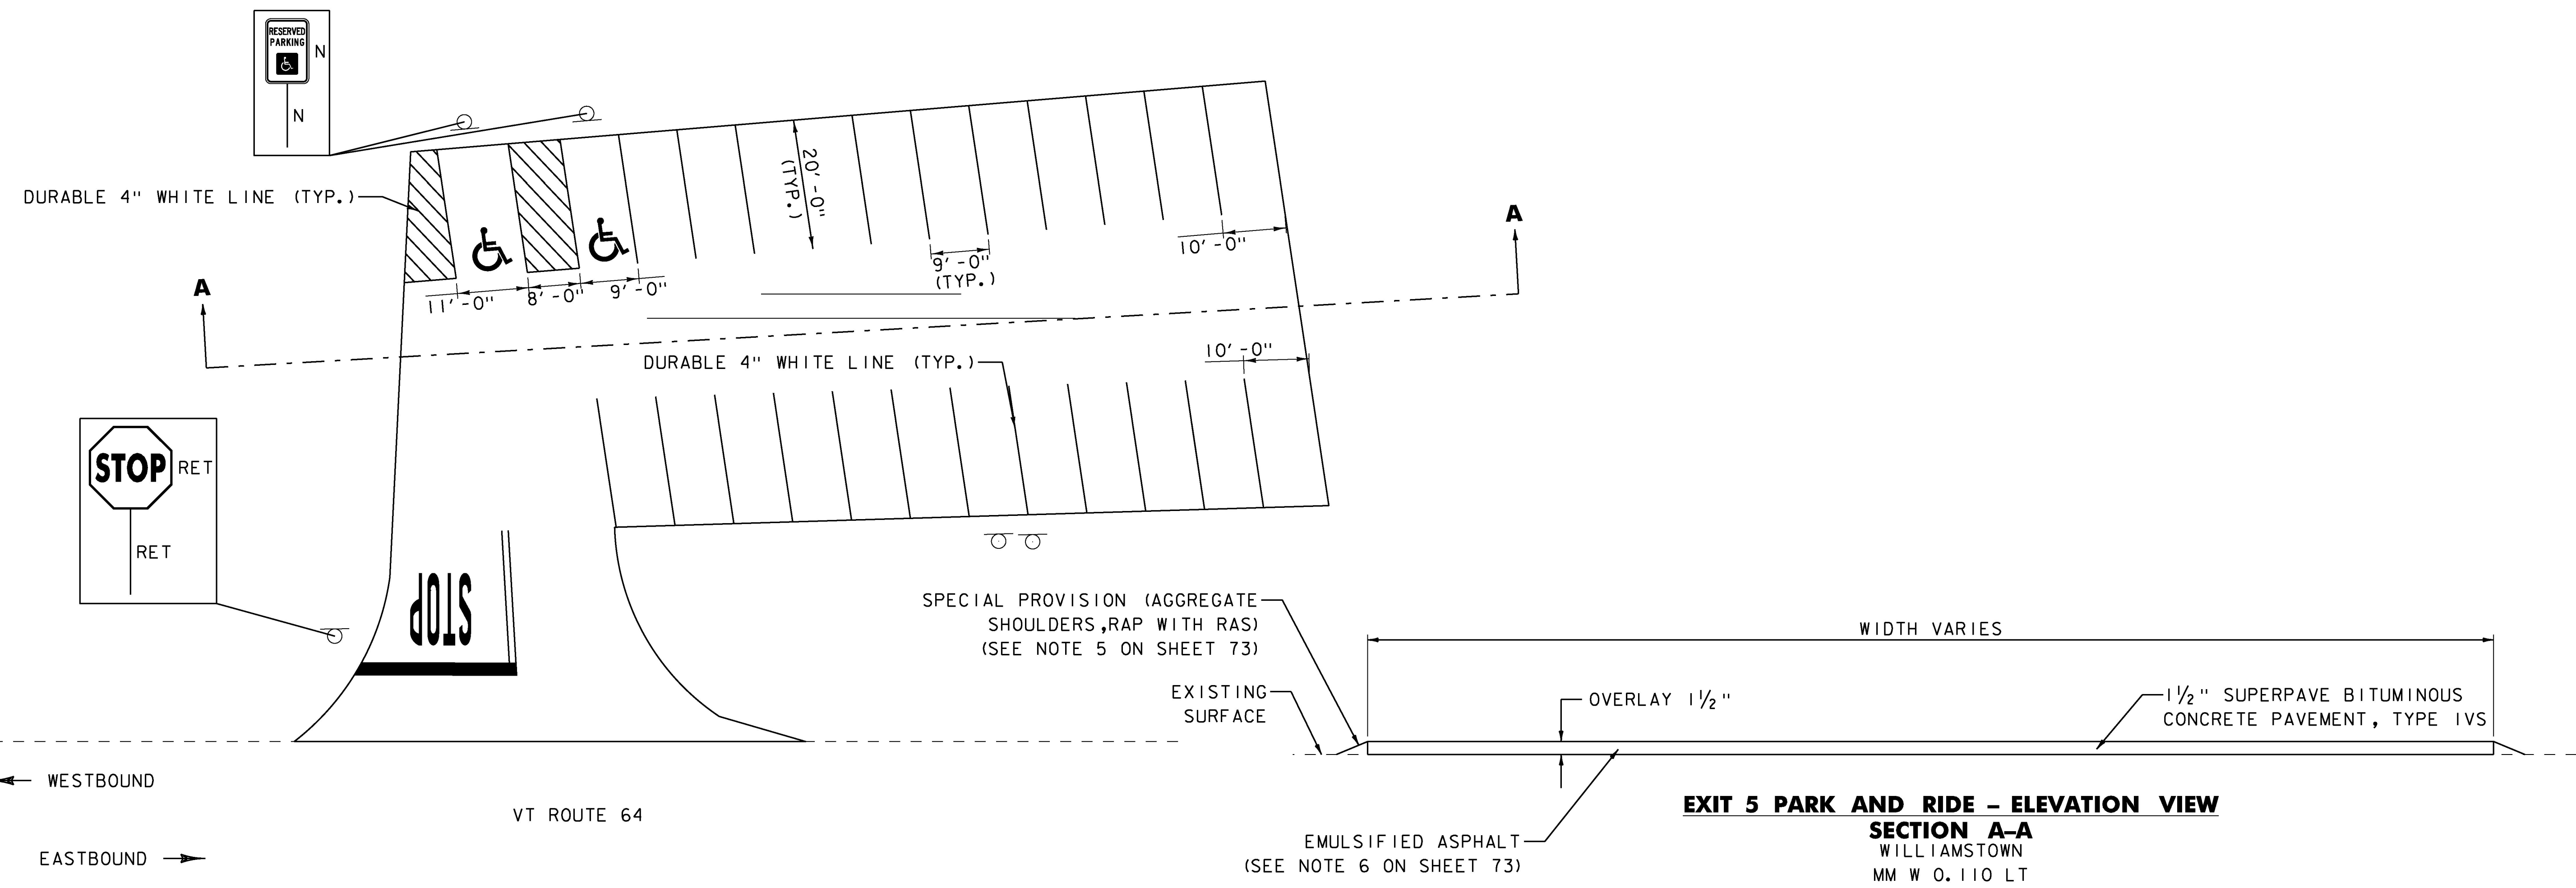 RESERVED
PARKING
N
N
DURABLE 4" WHITE LINE (TYP.)
20'-0"
(TYP.)
A
A
11'-0"
8'-0"
9'-0"
9'-0"
(TYP.)
10'-0"
10'-0"
DURABLE 4" WHITE LINE (TYP.)
STOP
RET
RET
STOP
SPECIAL PROVISION (AGGREGATE
SHOULDERS,RAP WITH RAS)
(SEE NOTE 5 ON SHEET 73)
EXISTING
SURFACE
WIDTH VARIES
OVERLAY 1½"
1½" SUPERPAVE BITUMINOUS
CONCRETE PAVEMENT, TYPE IVS
EMULSIFIED ASPHALT
(SEE NOTE 6 ON SHEET 73)
WESTBOUND
VT ROUTE 64
EASTBOUND
EXIT 5 PARK AND RIDE – ELEVATION VIEW
SECTION A–A
WILLIAMSTOWN
MM W 0.110 LT